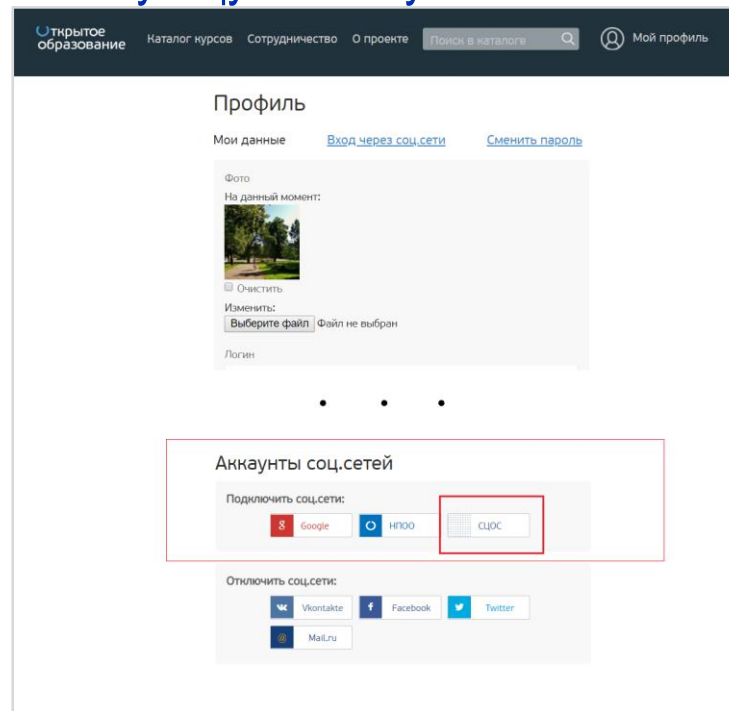 Открытое
образование
Каталог курсов Сотрудничество О проекте Поиск в каталоге Мой профиль
Профиль
Мои данные Вход через соц.сети Сменить пароль
Фото
На данный момент:
Очистить
Изменить:
Выберите файл Файл не выбран
Логин
Аккаунты соц.сетей
Подключить соц.сети:
8 Google НПОО СЦОС
Отключить соц.сети:
Vkontakte f Facebook Twitter
@ Mail.ru